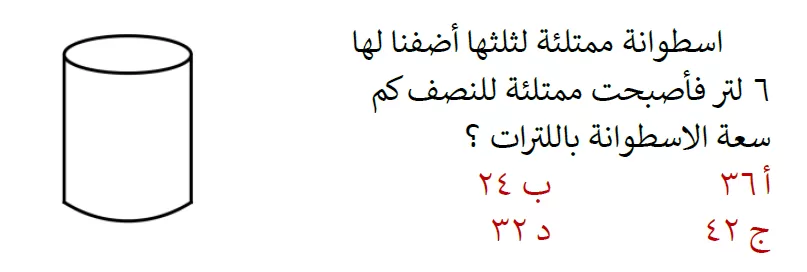 اسطوانة ممتلئة لثلثها أضفنا لها
٦ لتر فأصبحت ممتلئة للنصف كم
سعة الاسطوانة باللترات ؟
أ ٣٦ ب ٢٤
ج ٤٢ د ٣٢